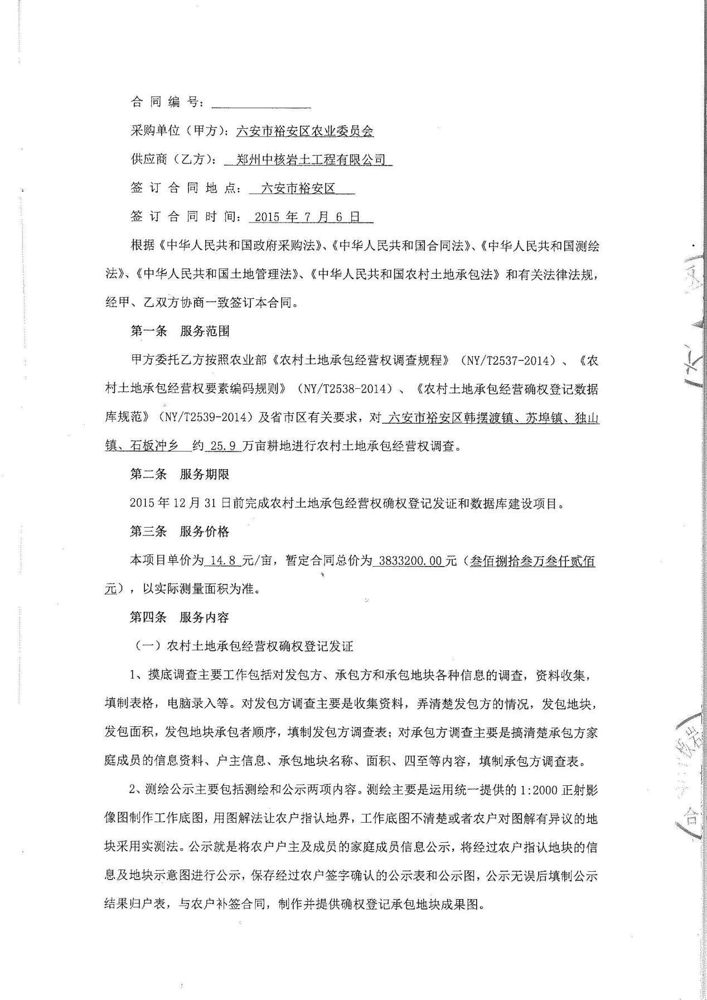 合同编号：
采购单位（甲方）：六安市裕安区农业委员会
供应商（乙方）：郑州中核岩土工程有限公司
签订合同地点：六安市裕安区
签订合同时间：2015年7月6日
根据《中华人民共和国政府采购法》、《中华人民共和国合同法》、《中华人民共和国测绘
法》、《中华人民共和国土地管理法》、《中华人民共和国农村土地承包法》和有关法律法规，
经甲、乙双方协商一致签订本合同。
第一条 服务范围
甲方委托乙方按照农业部《农村土地承包经营权调查规程》（NY/T2537-2014）、《农
村土地承包经营权要素编码规则》（NY/T2538-2014）、《农村土地承包经营确权登记数据
库规范》（NY/T2539-2014）及省市区有关要求，对 六安市裕安区韩摆渡镇、苏埠镇、独山
镇、石板冲乡 约 25.9 万亩耕地进行农村土地承包经营权调查。
第二条 服务期限
2015年12月31日前完成农村土地承包经营权确权登记发证和数据库建设项目。
第三条 服务价格
本项目单价为 14.8 元/亩，暂定合同总价为 3833200.00元（叁佰捌拾叁万叁仟贰佰
元），以实际测量面积为准。
第四条 服务内容
（一）农村土地承包经营权确权登记发证
1、摸底调查主要工作包括对发包方、承包方和承包地块各种信息的调查，资料收集，
填制表格，电脑录入等。对发包方调查主要是收集资料，弄清楚发包方的情况，发包地块，
发包面积，发包地块承包者顺序，填制发包方调查表；对承包方调查主要是搞清楚承包方家
庭成员的信息资料、户主信息、承包地块名称、面积、四至等内容，填制承包方调查表。
2、测绘公示主要包括测绘和公示两项内容。测绘主要是运用统一提供的1:2000正射影
像图制作工作底图，用图解法让农户指认地界，工作底图不清楚或者农户对图解有异议的地
块采用实测法。公示就是将农户户主及成员的家庭成员信息公示，将经过农户指认地块的信
息及地块示意图进行公示，保存经过农户签字确认的公示表和公示图，公示无误后填制公示
结果归户表，与农户补签合同，制作并提供确权登记承包地块成果图。